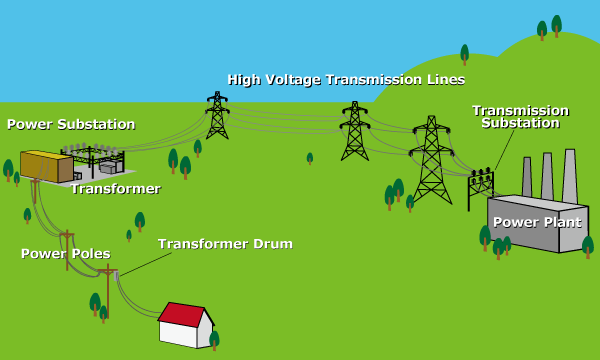 High Voltage Transmission Lines
Transmission
Substation
Power Substation
Transformer
Power Plant
Transformer Drum
Power Poles